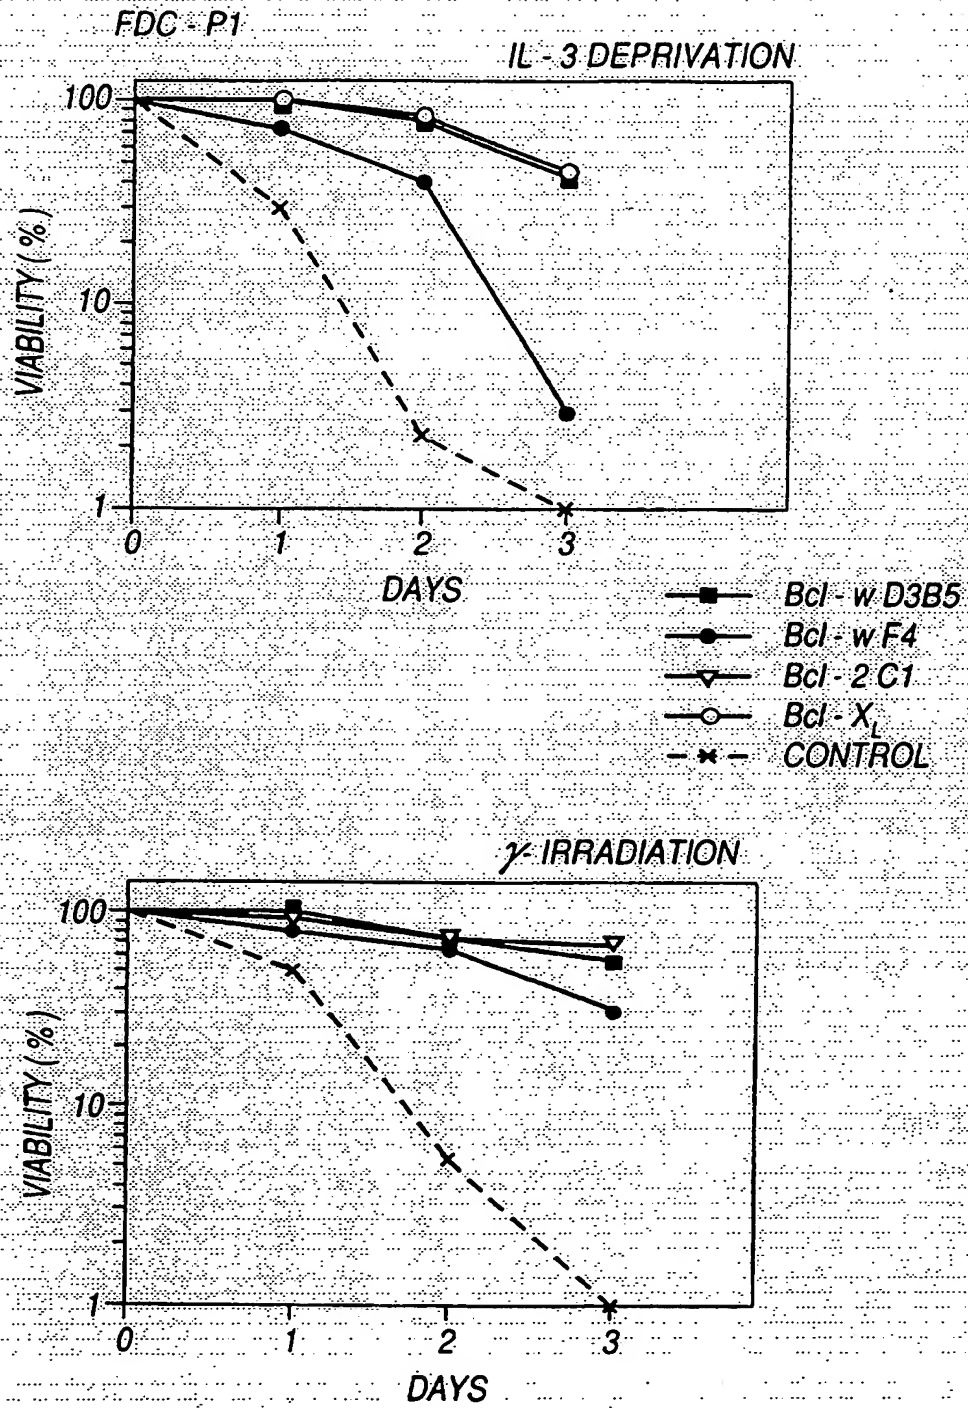 FDC - P1
IL - 3 DEPRIVATION
100
10
1
VIABILITY ( % )
0 1 2 3
DAYS
Bcl - w D3B5
Bcl - w F4
Bcl - 2 C1
Bcl - XL
CONTROL
γ- IRRADIATION
100
10
1
VIABILITY ( % )
0 1 2 3
DAYS